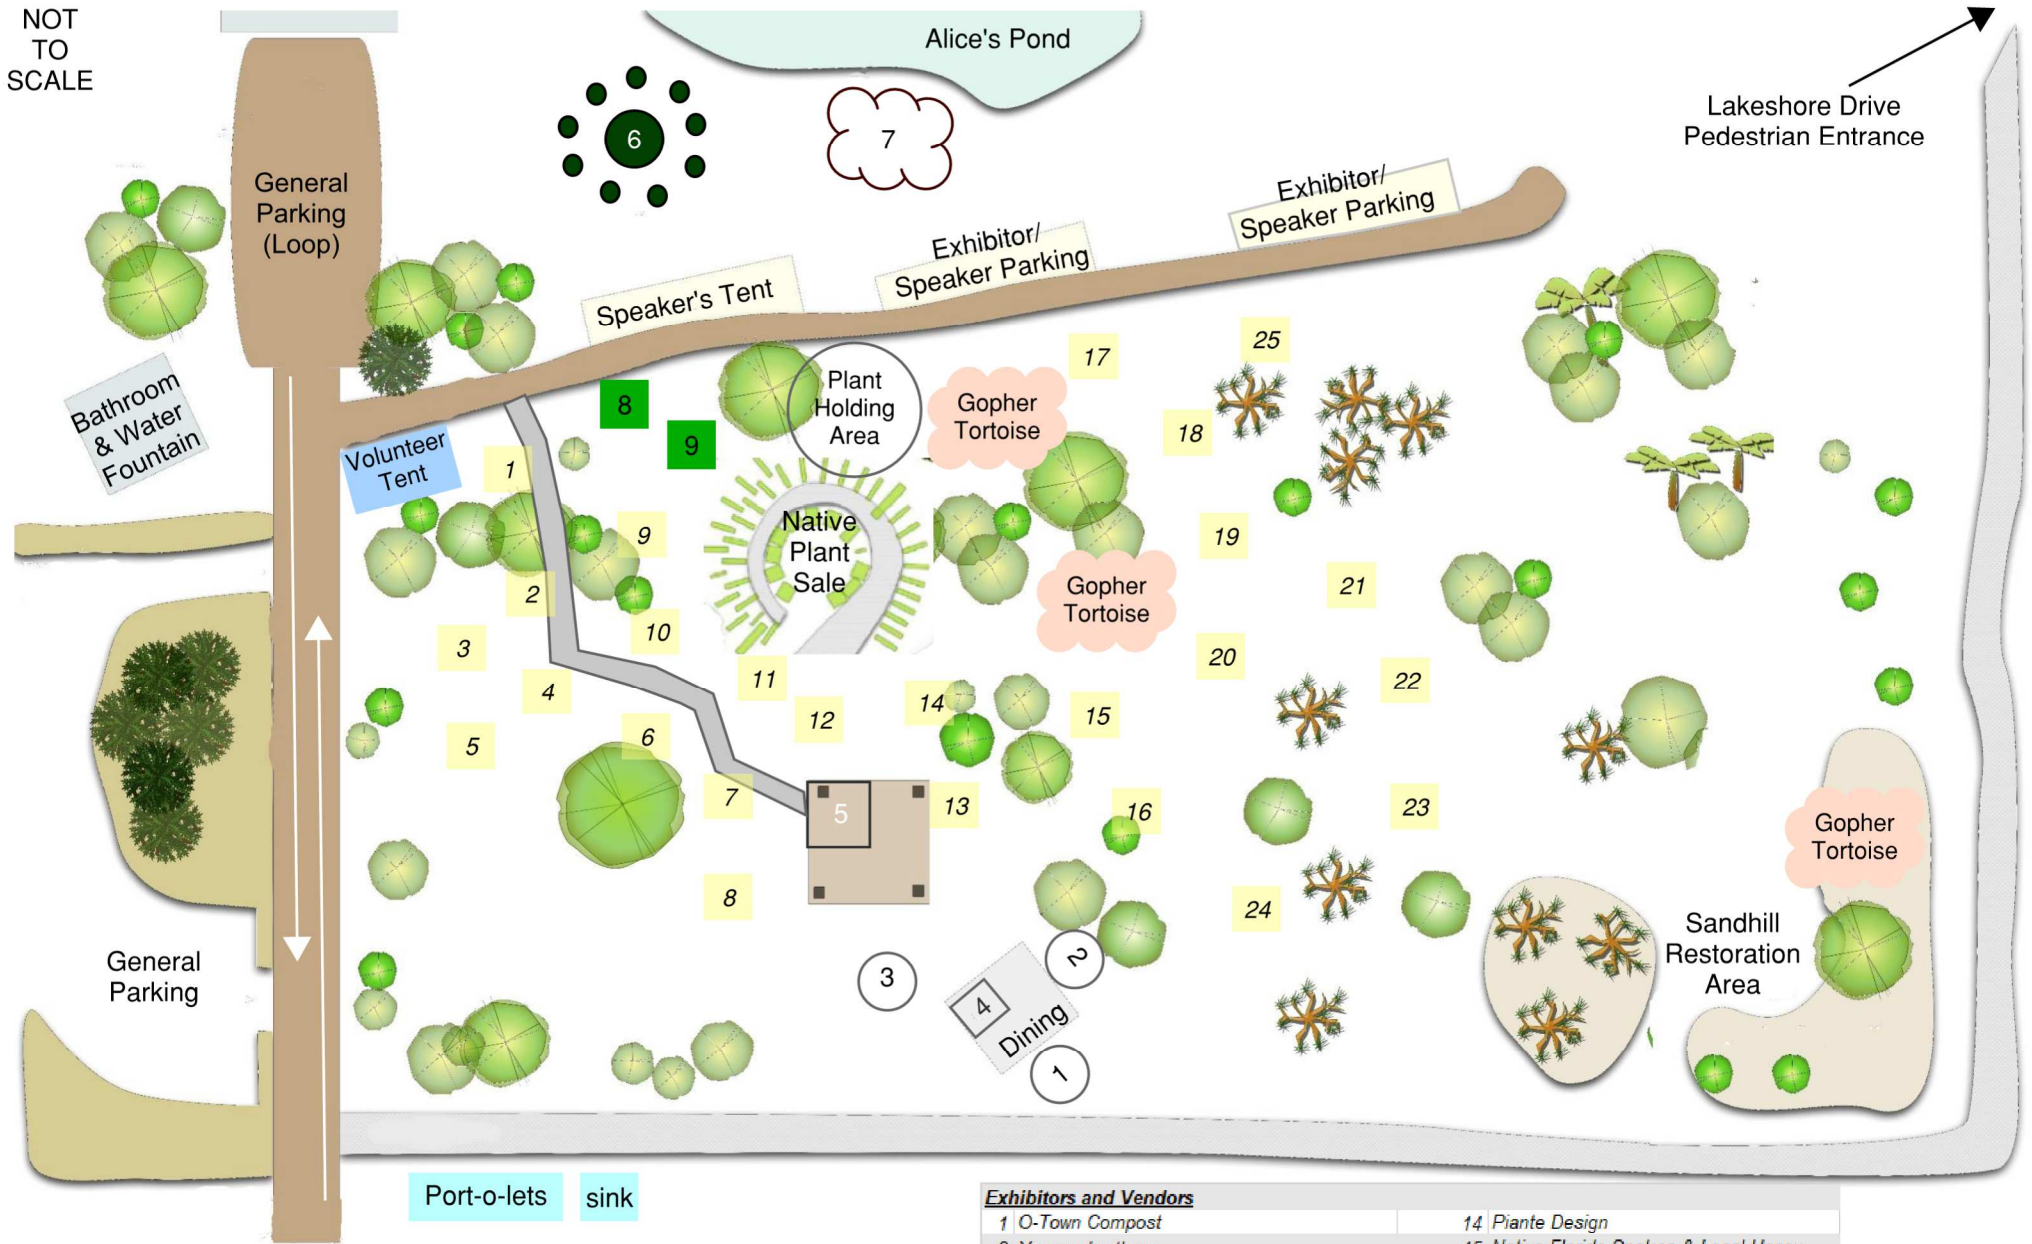 NOT
TO
SCALE
Alice's Pond
Lakeshore Drive
Pedestrian Entrance
6
7
General
Parking
(Loop)
Exhibitor/
Speaker Parking
Exhibitor/
Speaker Parking
Speaker's Tent
Bathroom
& Water
Fountain
Volunteer
Tent
8
9
Plant
Holding
Area
Gopher
Tortoise
17
25
18
1
9
Native
Plant
Sale
19
2
Gopher
Tortoise
21
10
3
20
4
11
14
22
12
15
5
6
7
5
13
16
23
Gopher
Tortoise
8
24
Sandhill
Restoration
Area
General
Parking
3
2
4
Dining
1
Port-o-lets
sink
Exhibitors and Vendors
1 O-Town Compost
14 Piante Design